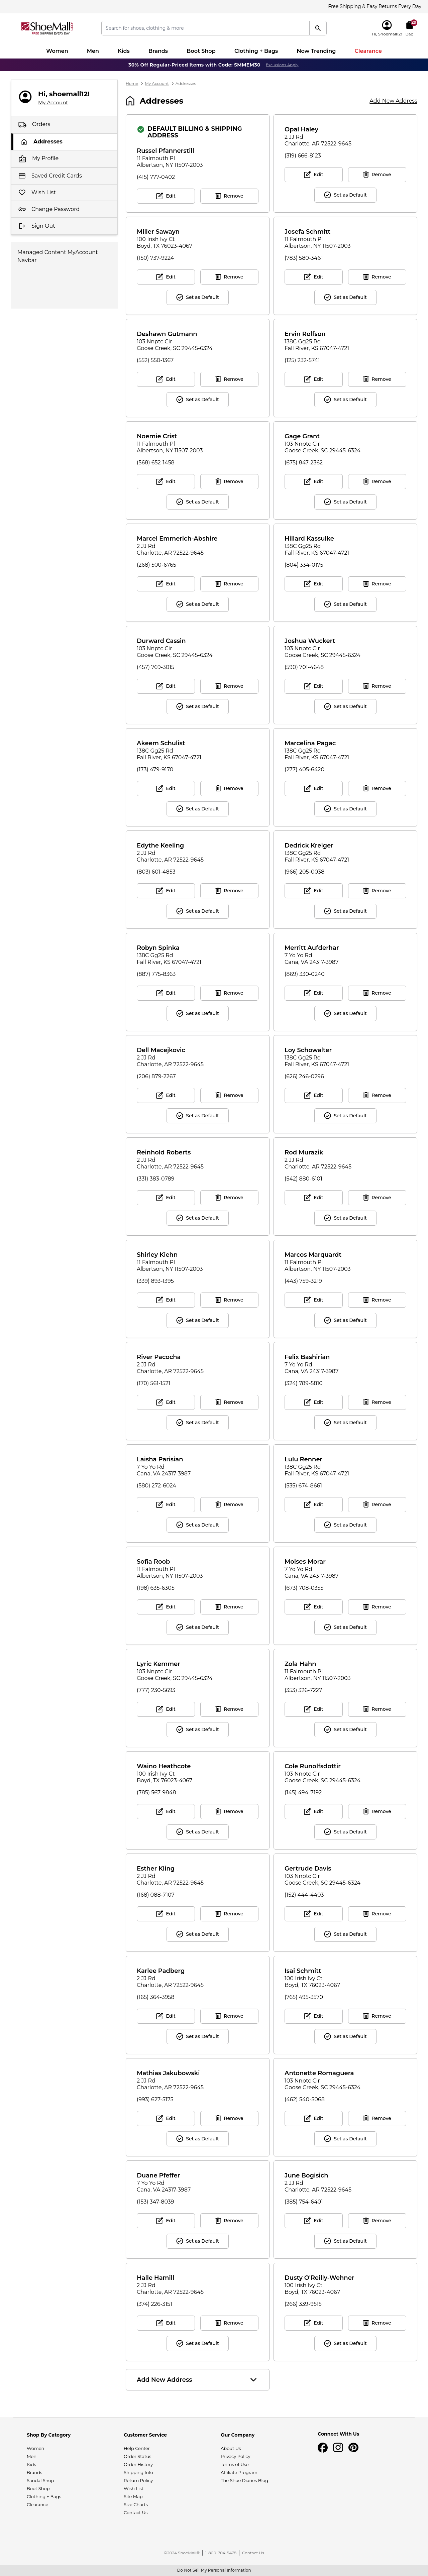 Free Shipping & Easy Returns Every Day
ShoeMall
FREE SHIPPING EVERY DAY
Search for shoes, clothing & more
Hi, Shoemall12!
Bag
Women
Men
Kids
Brands
Boot Shop
Clothing + Bags
Now Trending
Clearance
30% Off Regular-Priced Items with Code: SMMEM30
Exclusions Apply
Hi, shoemall12!
My Account
Orders
Addresses
My Profile
Saved Credit Cards
Wish List
Change Password
Sign Out
Managed Content MyAccount
Navbar
Home > My Account > Addresses
Addresses
Add New Address
DEFAULT BILLING & SHIPPING
ADDRESS
Russel Pfannerstill
11 Falmouth Pl
Albertson, NY 11507-2003
(415) 777-0402
Edit
Remove
Opal Haley
2 JJ Rd
Charlotte, AR 72522-9645
(319) 666-8123
Edit
Remove
Set as Default
Miller Sawayn
100 Irish Ivy Ct
Boyd, TX 76023-4067
(150) 737-9224
Edit
Remove
Set as Default
Josefa Schmitt
11 Falmouth Pl
Albertson, NY 11507-2003
(783) 580-3461
Edit
Remove
Set as Default
Deshawn Gutmann
103 Nnptc Cir
Goose Creek, SC 29445-6324
(552) 550-1367
Edit
Remove
Set as Default
Ervin Rolfson
138C Gg25 Rd
Fall River, KS 67047-4721
(125) 232-5741
Edit
Remove
Set as Default
Noemie Crist
11 Falmouth Pl
Albertson, NY 11507-2003
(568) 652-1458
Edit
Remove
Set as Default
Gage Grant
103 Nnptc Cir
Goose Creek, SC 29445-6324
(675) 847-2362
Edit
Remove
Set as Default
Marcel Emmerich-Abshire
2 JJ Rd
Charlotte, AR 72522-9645
(268) 500-6765
Edit
Remove
Set as Default
Hillard Kassulke
138C Gg25 Rd
Fall River, KS 67047-4721
(804) 334-0175
Edit
Remove
Set as Default
Durward Cassin
103 Nnptc Cir
Goose Creek, SC 29445-6324
(457) 769-3015
Edit
Remove
Set as Default
Joshua Wuckert
103 Nnptc Cir
Goose Creek, SC 29445-6324
(590) 701-4648
Edit
Remove
Set as Default
Akeem Schulist
138C Gg25 Rd
Fall River, KS 67047-4721
(173) 479-9170
Edit
Remove
Set as Default
Marcelina Pagac
138C Gg25 Rd
Fall River, KS 67047-4721
(277) 405-6420
Edit
Remove
Set as Default
Edythe Keeling
2 JJ Rd
Charlotte, AR 72522-9645
(803) 601-4853
Edit
Remove
Set as Default
Dedrick Kreiger
138C Gg25 Rd
Fall River, KS 67047-4721
(966) 205-0038
Edit
Remove
Set as Default
Robyn Spinka
138C Gg25 Rd
Fall River, KS 67047-4721
(887) 775-8363
Edit
Remove
Set as Default
Merritt Aufderhar
7 Yo Yo Rd
Cana, VA 24317-3987
(869) 330-0240
Edit
Remove
Set as Default
Dell Macejkovic
2 JJ Rd
Charlotte, AR 72522-9645
(206) 879-2267
Edit
Remove
Set as Default
Loy Schowalter
138C Gg25 Rd
Fall River, KS 67047-4721
(626) 246-0296
Edit
Remove
Set as Default
Reinhold Roberts
2 JJ Rd
Charlotte, AR 72522-9645
(331) 383-0789
Edit
Remove
Set as Default
Rod Murazik
2 JJ Rd
Charlotte, AR 72522-9645
(542) 880-6101
Edit
Remove
Set as Default
Shirley Kiehn
11 Falmouth Pl
Albertson, NY 11507-2003
(339) 893-1395
Edit
Remove
Set as Default
Marcos Marquardt
11 Falmouth Pl
Albertson, NY 11507-2003
(443) 759-3219
Edit
Remove
Set as Default
River Pacocha
2 JJ Rd
Charlotte, AR 72522-9645
(170) 561-1521
Edit
Remove
Set as Default
Felix Bashirian
7 Yo Yo Rd
Cana, VA 24317-3987
(324) 789-5810
Edit
Remove
Set as Default
Laisha Parisian
7 Yo Yo Rd
Cana, VA 24317-3987
(580) 272-6024
Edit
Remove
Set as Default
Lulu Renner
138C Gg25 Rd
Fall River, KS 67047-4721
(535) 674-8661
Edit
Remove
Set as Default
Sofia Roob
11 Falmouth Pl
Albertson, NY 11507-2003
(198) 635-6305
Edit
Remove
Set as Default
Moises Morar
7 Yo Yo Rd
Cana, VA 24317-3987
(673) 708-0355
Edit
Remove
Set as Default
Lyric Kemmer
103 Nnptc Cir
Goose Creek, SC 29445-6324
(777) 230-5693
Edit
Remove
Set as Default
Zola Hahn
11 Falmouth Pl
Albertson, NY 11507-2003
(353) 326-7227
Edit
Remove
Set as Default
Waino Heathcote
100 Irish Ivy Ct
Boyd, TX 76023-4067
(785) 567-9848
Edit
Remove
Set as Default
Cole Runolfsdottir
103 Nnptc Cir
Goose Creek, SC 29445-6324
(145) 494-7192
Edit
Remove
Set as Default
Esther Kling
2 JJ Rd
Charlotte, AR 72522-9645
(168) 088-7107
Edit
Remove
Set as Default
Gertrude Davis
103 Nnptc Cir
Goose Creek, SC 29445-6324
(152) 444-4403
Edit
Remove
Set as Default
Karlee Padberg
2 JJ Rd
Charlotte, AR 72522-9645
(165) 364-3958
Edit
Remove
Set as Default
Isai Schmitt
100 Irish Ivy Ct
Boyd, TX 76023-4067
(765) 495-3570
Edit
Remove
Set as Default
Mathias Jakubowski
2 JJ Rd
Charlotte, AR 72522-9645
(993) 627-5175
Edit
Remove
Set as Default
Antonette Romaguera
103 Nnptc Cir
Goose Creek, SC 29445-6324
(462) 540-5068
Edit
Remove
Set as Default
Duane Pfeffer
7 Yo Yo Rd
Cana, VA 24317-3987
(153) 347-8039
Edit
Remove
Set as Default
June Bogisich
2 JJ Rd
Charlotte, AR 72522-9645
(385) 754-6401
Edit
Remove
Set as Default
Halle Hamill
2 JJ Rd
Charlotte, AR 72522-9645
(374) 226-3151
Edit
Remove
Set as Default
Dusty O'Reilly-Wehner
100 Irish Ivy Ct
Boyd, TX 76023-4067
(266) 339-9515
Edit
Remove
Set as Default
Add New Address
Shop By Category
Women
Men
Kids
Brands
Sandal Shop
Boot Shop
Clothing + Bags
Clearance
Customer Service
Help Center
Order Status
Order History
Shipping Info
Return Policy
Wish List
Site Map
Size Charts
Contact Us
Our Company
About Us
Privacy Policy
Terms of Use
Affiliate Program
The Shoe Diaries Blog
Connect With Us
©2024 ShoeMall® | 1-800-704-5478 | Contact Us
Do Not Sell My Personal Information